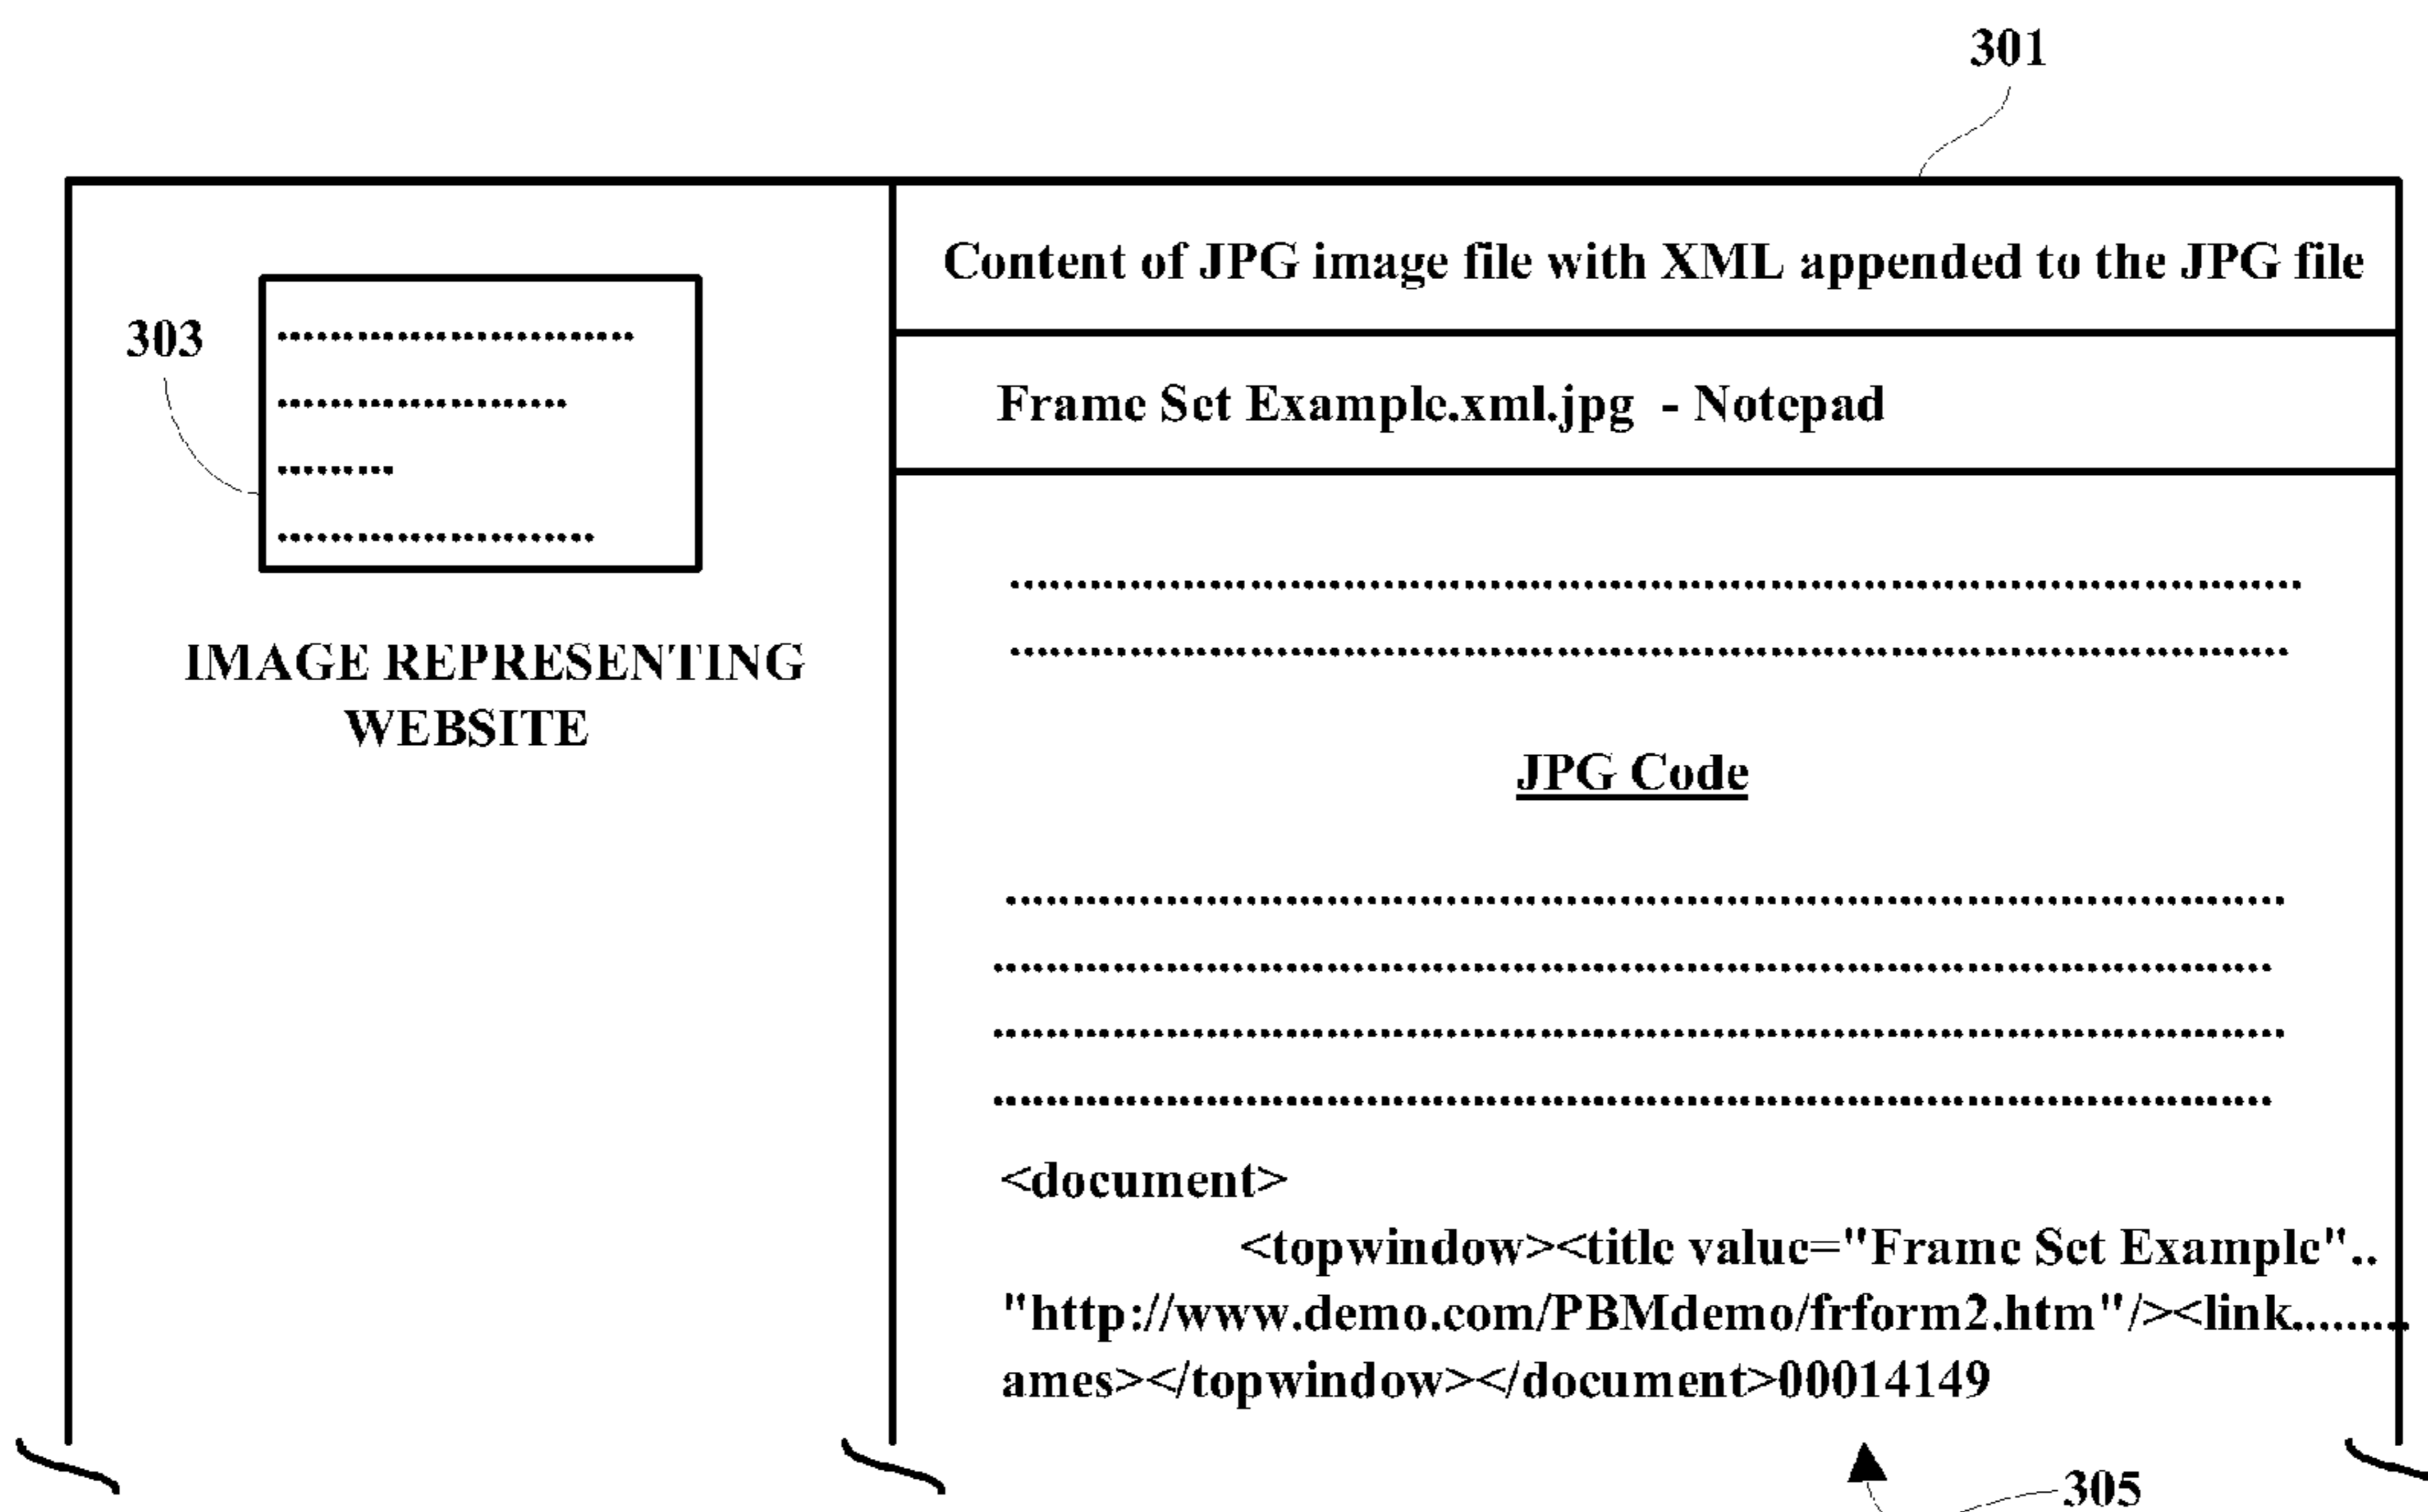 301
Content of JPG image file with XML appended to the JPG file
303
Frame Set Example.xml.jpg - Notepad
IMAGE REPRESENTING
WEBSITE
JPG Code
<document>
<topwindow><title value="Frame Set Example"..
"http://www.demo.com/PBMdemo/frform2.htm"/><link.........
ames></topwindow></document>00014149
305